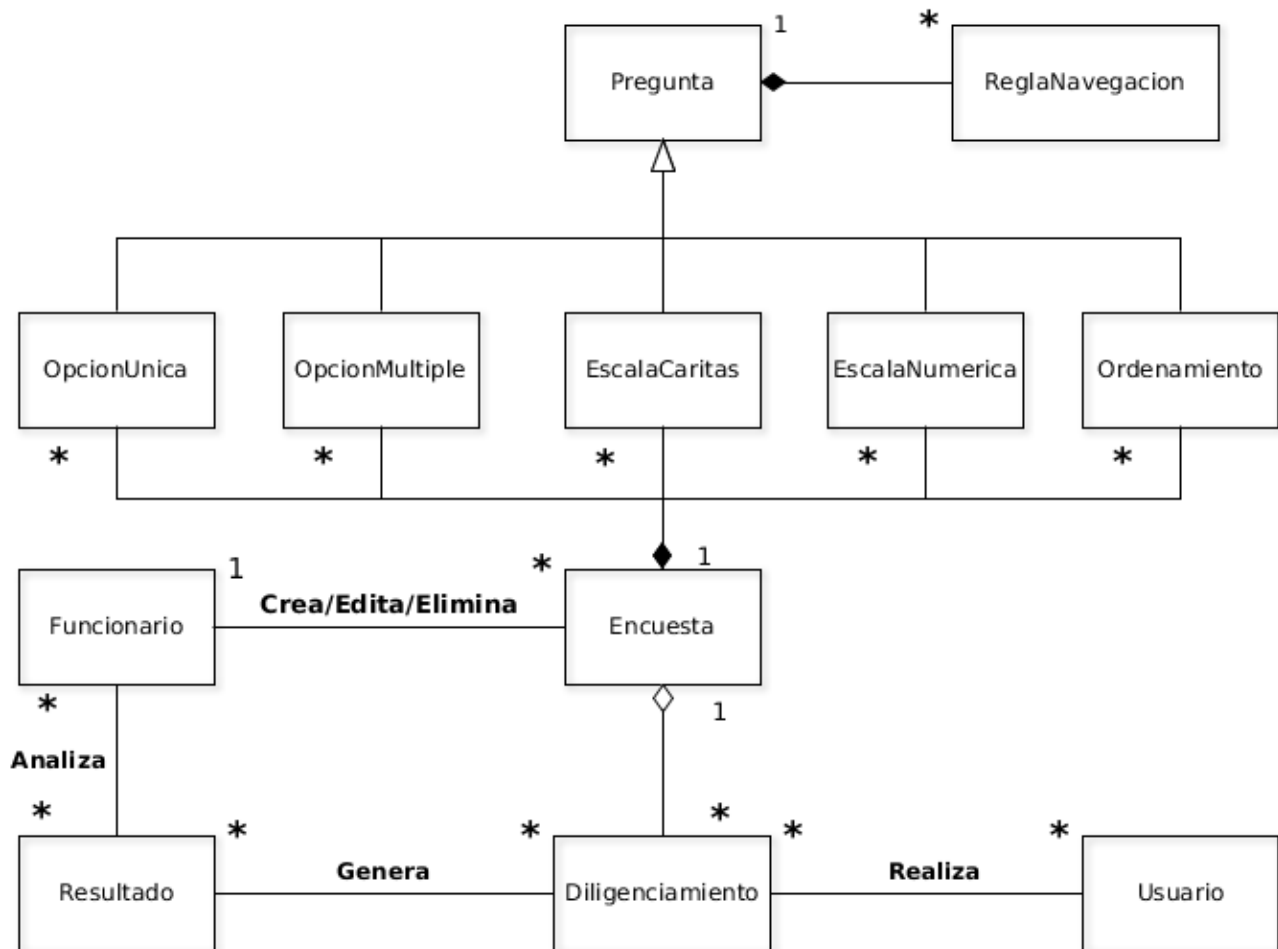 1 *
Pregunta ReglaNavegacion
OpcionUnica OpcionMultiple EscalaCaritas EscalaNumerica Ordenamiento
* * * * *
1 * 1
Crea/Edita/Elimina
Funcionario Encuesta
* 1
Analiza
* * * * * *
Genera Realiza
Resultado Diligenciamiento Usuario